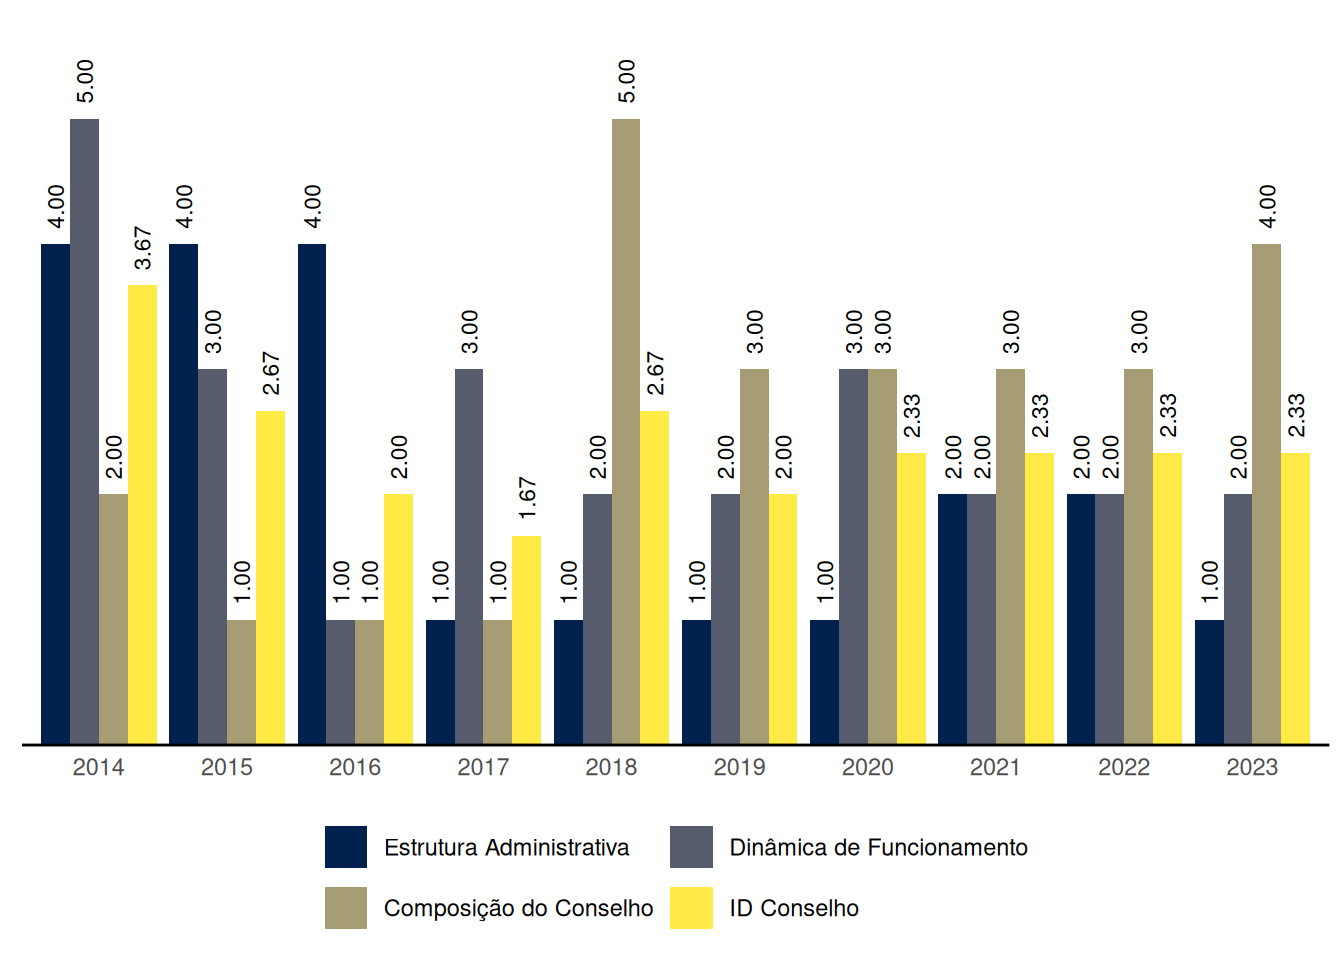 4.00 5.00 2.00 3.67
4.00 3.00 1.00 2.67
4.00 1.00 1.00 2.00
1.00 3.00 1.00 1.67
1.00 2.00 5.00 2.67
1.00 2.00 3.00 2.00
1.00 3.00 3.00 2.33
2.00 2.00 3.00 2.33
2.00 2.00 3.00 2.33
1.00 2.00 4.00 2.33
2014 2015 2016 2017 2018 2019 2020 2021 2022 2023
Estrutura Administrativa Dinâmica de Funcionamento
Composição do Conselho ID Conselho